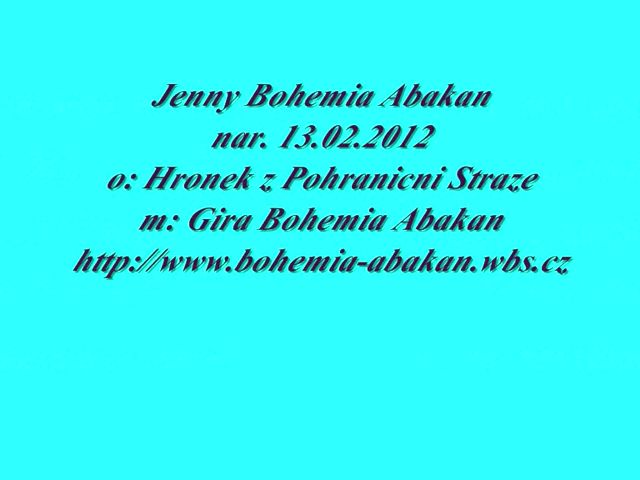 Jenny Bohemia Abakan
nar. 13.02.2012
o: Hronek z Pohranicni Straze
m: Gira Bohemia Abakan
http://www.bohemia-abakan.wbs.cz